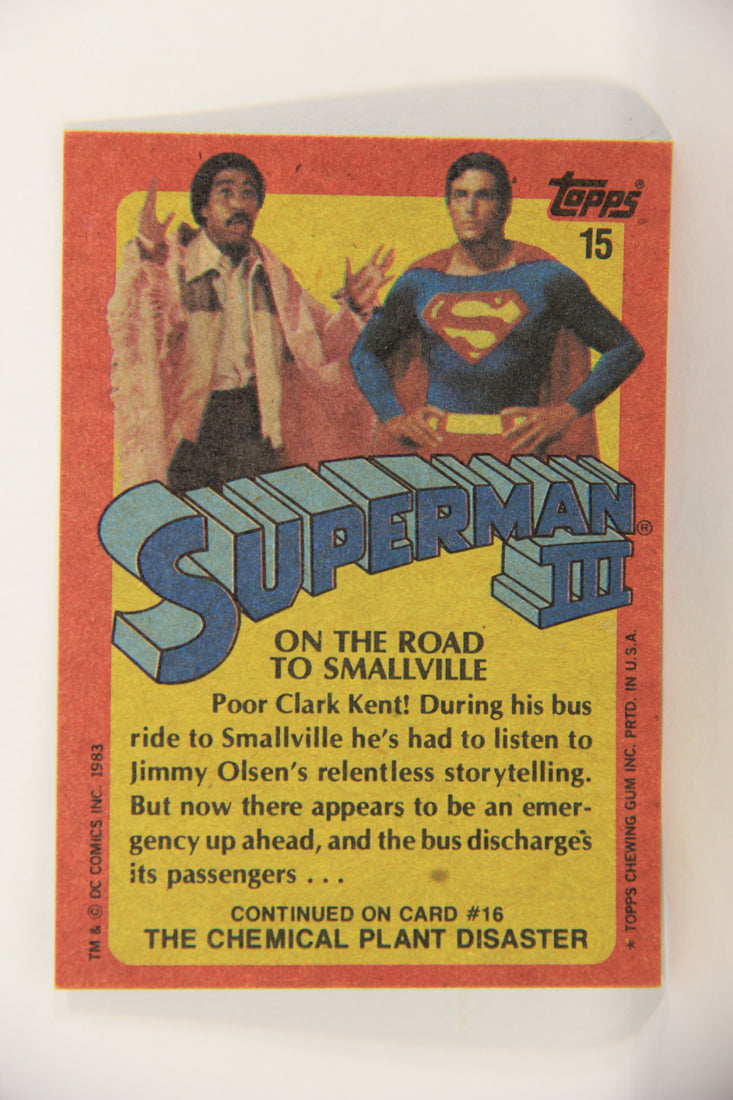 topps®
15
SUPERMAN®
III
ON THE ROAD
TO SMALLVILLE
Poor Clark Kent! During his bus
ride to Smallville he's had to listen to
Jimmy Olsen's relentless storytelling.
But now there appears to be an emer-
gency up ahead, and the bus discharges
its passengers . . .
CONTINUED ON CARD #16
THE CHEMICAL PLANT DISASTER
TM & © DC COMICS INC. 1983
* TOPPS CHEWING GUM INC. PRTD. IN U.S.A.